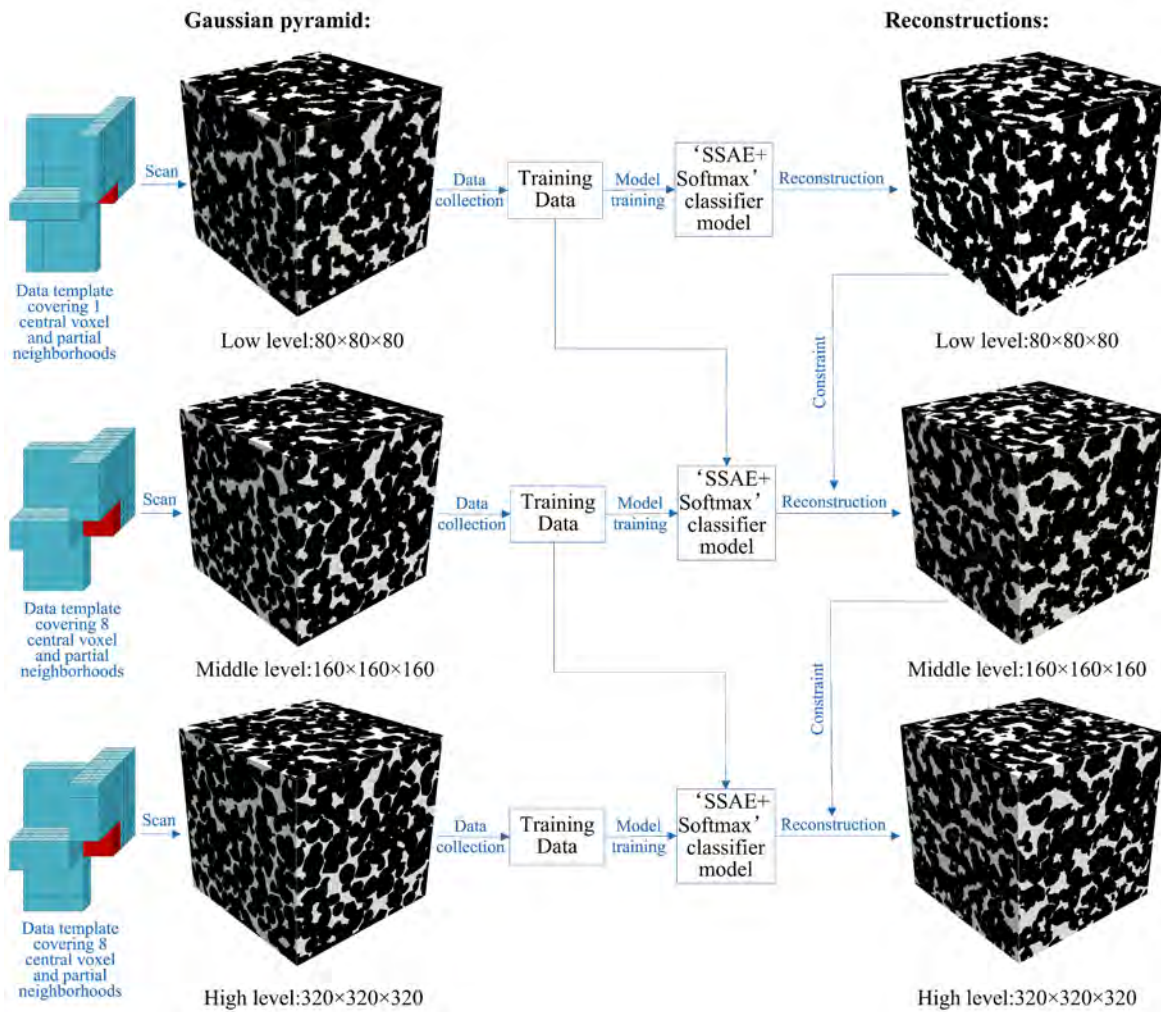 Gaussian pyramid:
Reconstructions:
Scan
Data
collection
Training
Data
Model
training
‘SSAE+
Softmax’
classifier
model
Reconstruction
Data template
covering 1
central voxel
and partial
neighborhoods
Low level:80×80×80
Low level:80×80×80
Constraint
Scan
Data
collection
Training
Data
Model
training
‘SSAE+
Softmax’
classifier
model
Reconstruction
Data template
covering 8
central voxel
and partial
neighborhoods
Middle level:160×160×160
Middle level:160×160×160
Constraint
Scan
Data
collection
Training
Data
Model
training
‘SSAE+
Softmax’
classifier
model
Reconstruction
Data template
covering 8
central voxel
and partial
neighborhoods
High level:320×320×320
High level:320×320×320